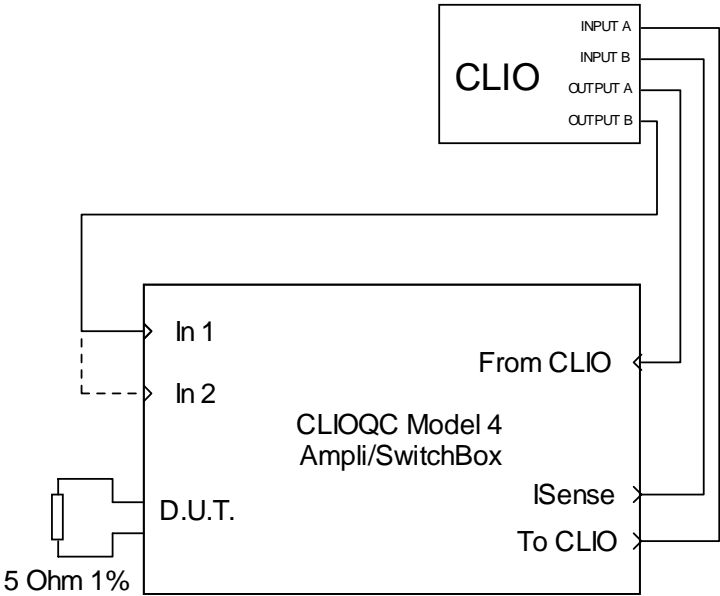 INPUT A
INPUT B
CLIO
OUTPUT A
OUTPUT B
In 1
From CLIO
In 2
CLIOQC Model 4
Ampli/SwitchBox
ISense
D.U.T.
To CLIO
5 Ohm 1%